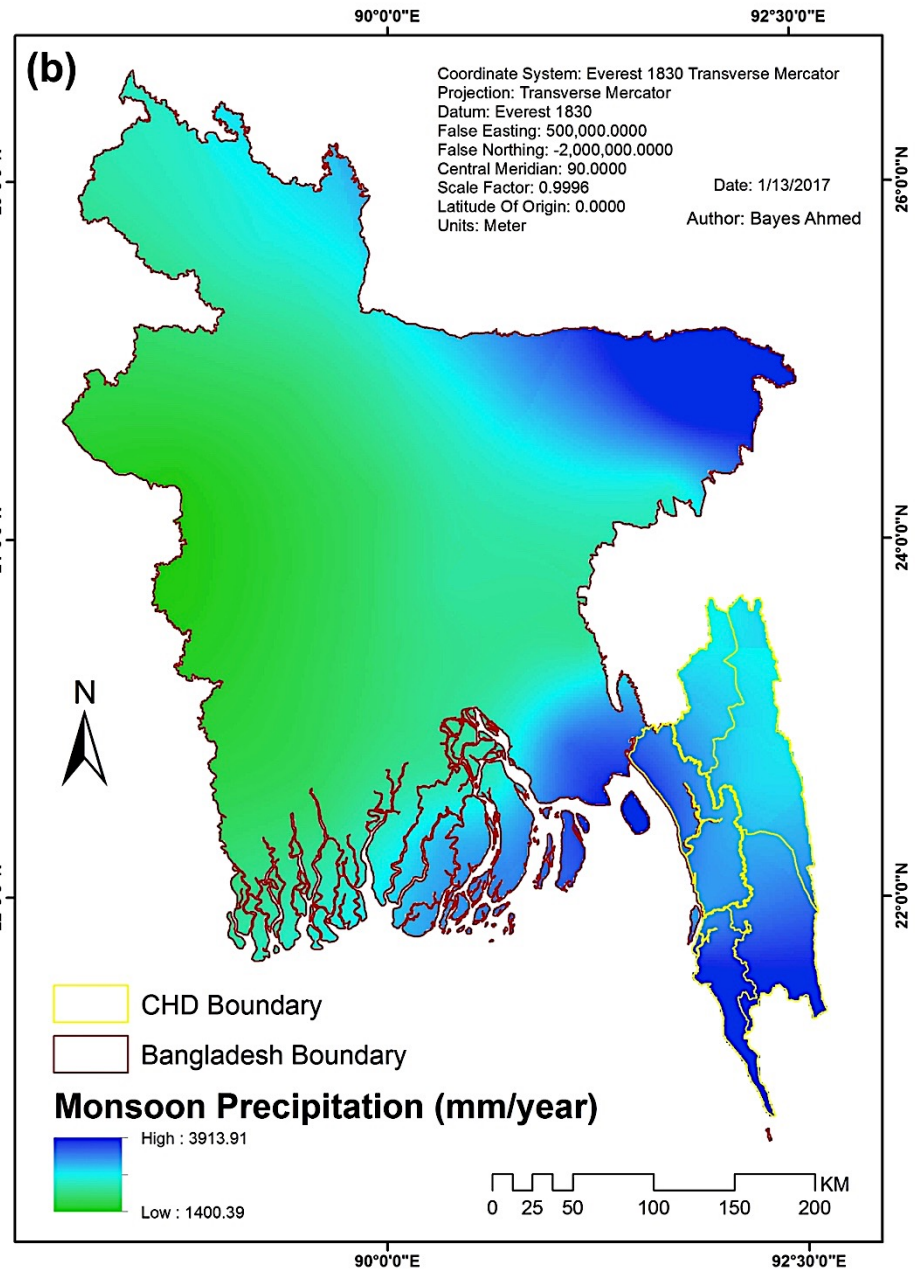 90°0'0"E
92°30'0"E
(b)
Coordinate System: Everest 1830 Transverse Mercator
Projection: Transverse Mercator
Datum: Everest 1830
False Easting: 500,000.0000
False Northing: -2,000,000.0000
Central Meridian: 90.0000
Scale Factor: 0.9996
Latitude Of Origin: 0.0000
Units: Meter
Date: 1/13/2017
Author: Bayes Ahmed
26°0'0"N
24°0'0"N
N
22°0'0"N
CHD Boundary
Bangladesh Boundary
Monsoon Precipitation (mm/year)
High : 3913.91
Low : 1400.39
KM
0 25 50 100 150 200
90°0'0"E
92°30'0"E